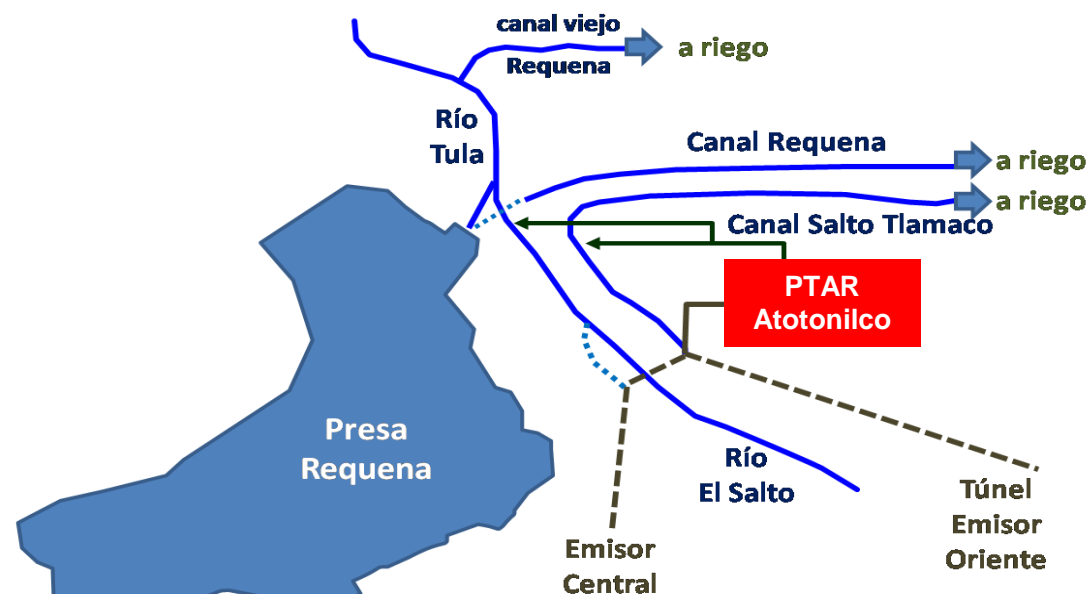 canal viejo
Requena
a riego
Río
Tula
Canal Requena
a riego
a riego
Canal Salto Tlamaco
PTAR
Atotonilco
Presa
Requena
Río
El Salto
Túnel
Emisor
Oriente
Emisor
Central